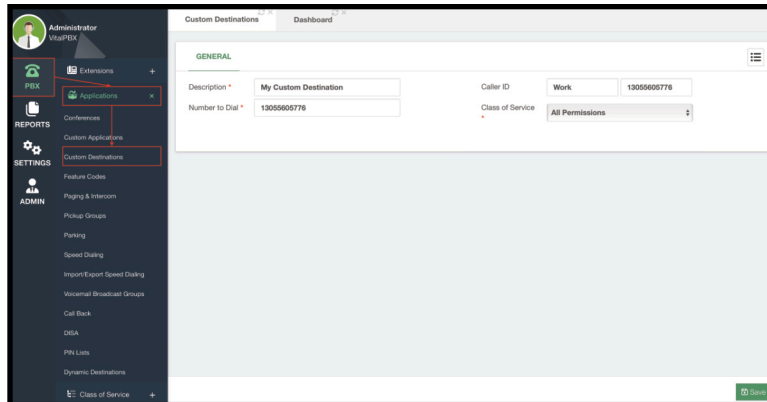 Administrator
VitalPBX
PBX
REPORTS
SETTINGS
ADMIN
Extensions +
Applications ×
Conferences
Custom Applications
Custom Destinations
Feature Codes
Paging & Intercom
Pickup Groups
Parking
Speed Dialing
Import/Export Speed Dialing
Voicemail Broadcast Groups
Call Back
DISA
PIN Lists
Dynamic Destinations
Class of Service +
Custom Destinations
Dashboard
GENERAL
Description * My Custom Destination
Caller ID Work 13055605776
Number to Dial * 13055605776
Class of Service * All Permissions
Save